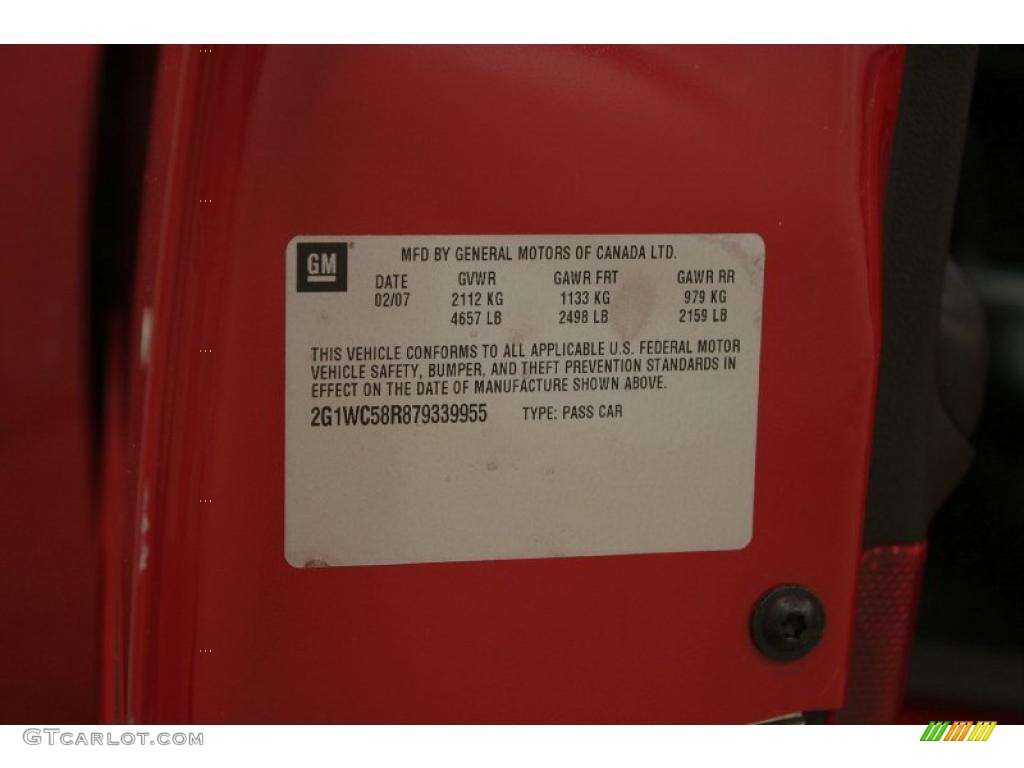 GM
MFD BY GENERAL MOTORS OF CANADA LTD.
DATE GVWR GAWR FRT GAWR RR
02/07 2112 KG 1133 KG 979 KG
4657 LB 2498 LB 2159 LB
THIS VEHICLE CONFORMS TO ALL APPLICABLE U.S. FEDERAL MOTOR
VEHICLE SAFETY, BUMPER, AND THEFT PREVENTION STANDARDS IN
EFFECT ON THE DATE OF MANUFACTURE SHOWN ABOVE.
2G1WC58R879339955 TYPE: PASS CAR
GTCARLOT.COM